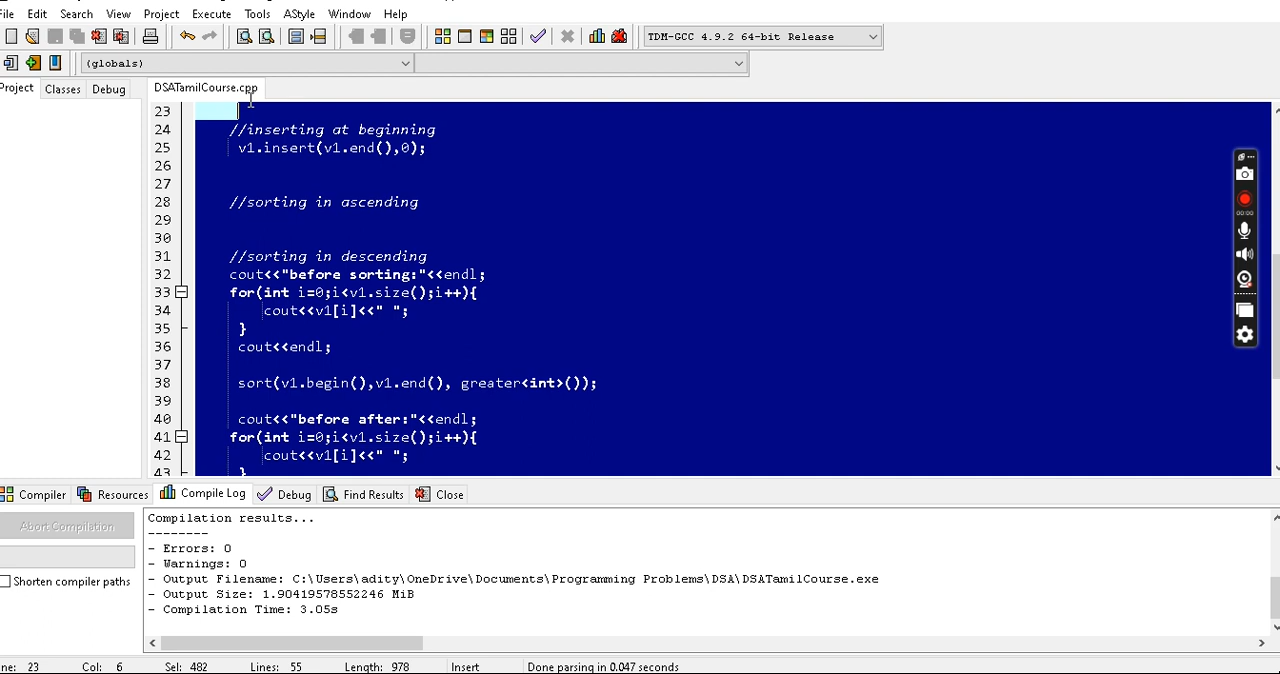 File Edit Search View Project Execute Tools AStyle Window Help
TDM-GCC 4.9.2 64-bit Release
(globals)
Project Classes Debug DSATamilCourse.cpp
23
24 //inserting at beginning
25 v1.insert(v1.end(),0);
26
27
28 //sorting in ascending
29
30
31 //sorting in descending
32 cout<<"before sorting:"<<endl;
33 for(int i=0;i<v1.size();i++){
34 cout<<v1[i]<<" ";
35 }
36 cout<<endl;
37
38 sort(v1.begin(),v1.end(), greater<int>());
39
40 cout<<"before after:"<<endl;
41 for(int i=0;i<v1.size();i++){
42 cout<<v1[i]<<" ";
43 }
00:00
Compiler Resources Compile Log Debug Find Results Close
Abort Compilation
Shorten compiler paths
Compilation results...
--------
- Errors: 0
- Warnings: 0
- Output Filename: C:\Users\adity\OneDrive\Documents\Programming Problems\DSA\DSATamilCourse.exe
- Output Size: 1.90419578552246 MiB
- Compilation Time: 3.05s
ne: 23 Col: 6 Sel: 482 Lines: 55 Length: 978 Insert Done parsing in 0.047 seconds